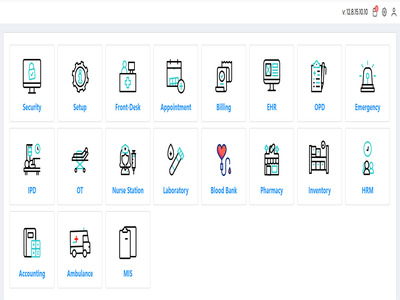 v: 12.8.15.10.10
Security Setup Front-Desk Appointment Billing EHR OPD Emergency
IPD OT Nurse Station Laboratory Blood Bank Pharmacy Inventory HRM
Accounting Ambulance MIS